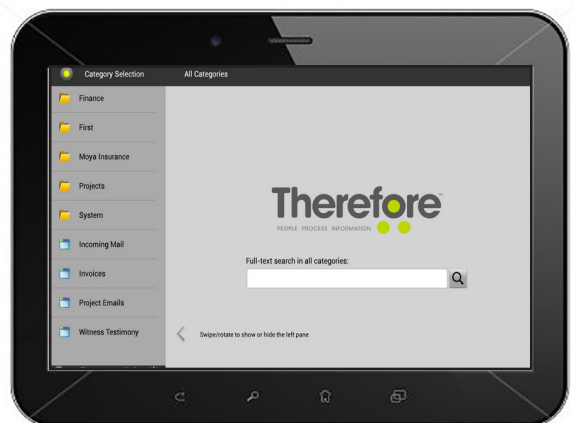 Category Selection
All Categories
Finance
First
Moya Insurance
Projects
System
Incoming Mail
Invoices
Project Emails
Witness Testimony
Therefore™
PEOPLE PROCESS INFORMATION
Full-text search in all categories:
Swipe/rotate to show or hide the left pane